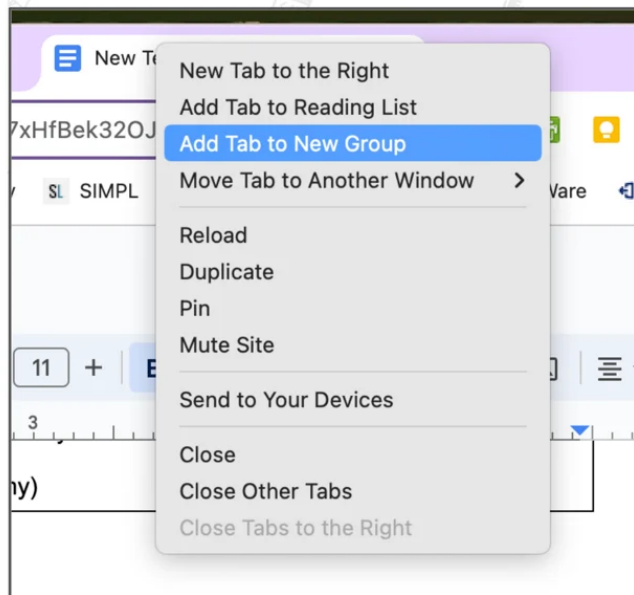 New Te
New Tab to the Right
Add Tab to Reading List
7xHfBek32OJ
Add Tab to New Group
Move Tab to Another Window
SL SIMPL
Ware
Reload
Duplicate
Pin
Mute Site
11
Send to Your Devices
3
Close
ny)
Close Other Tabs
Close Tabs to the Right